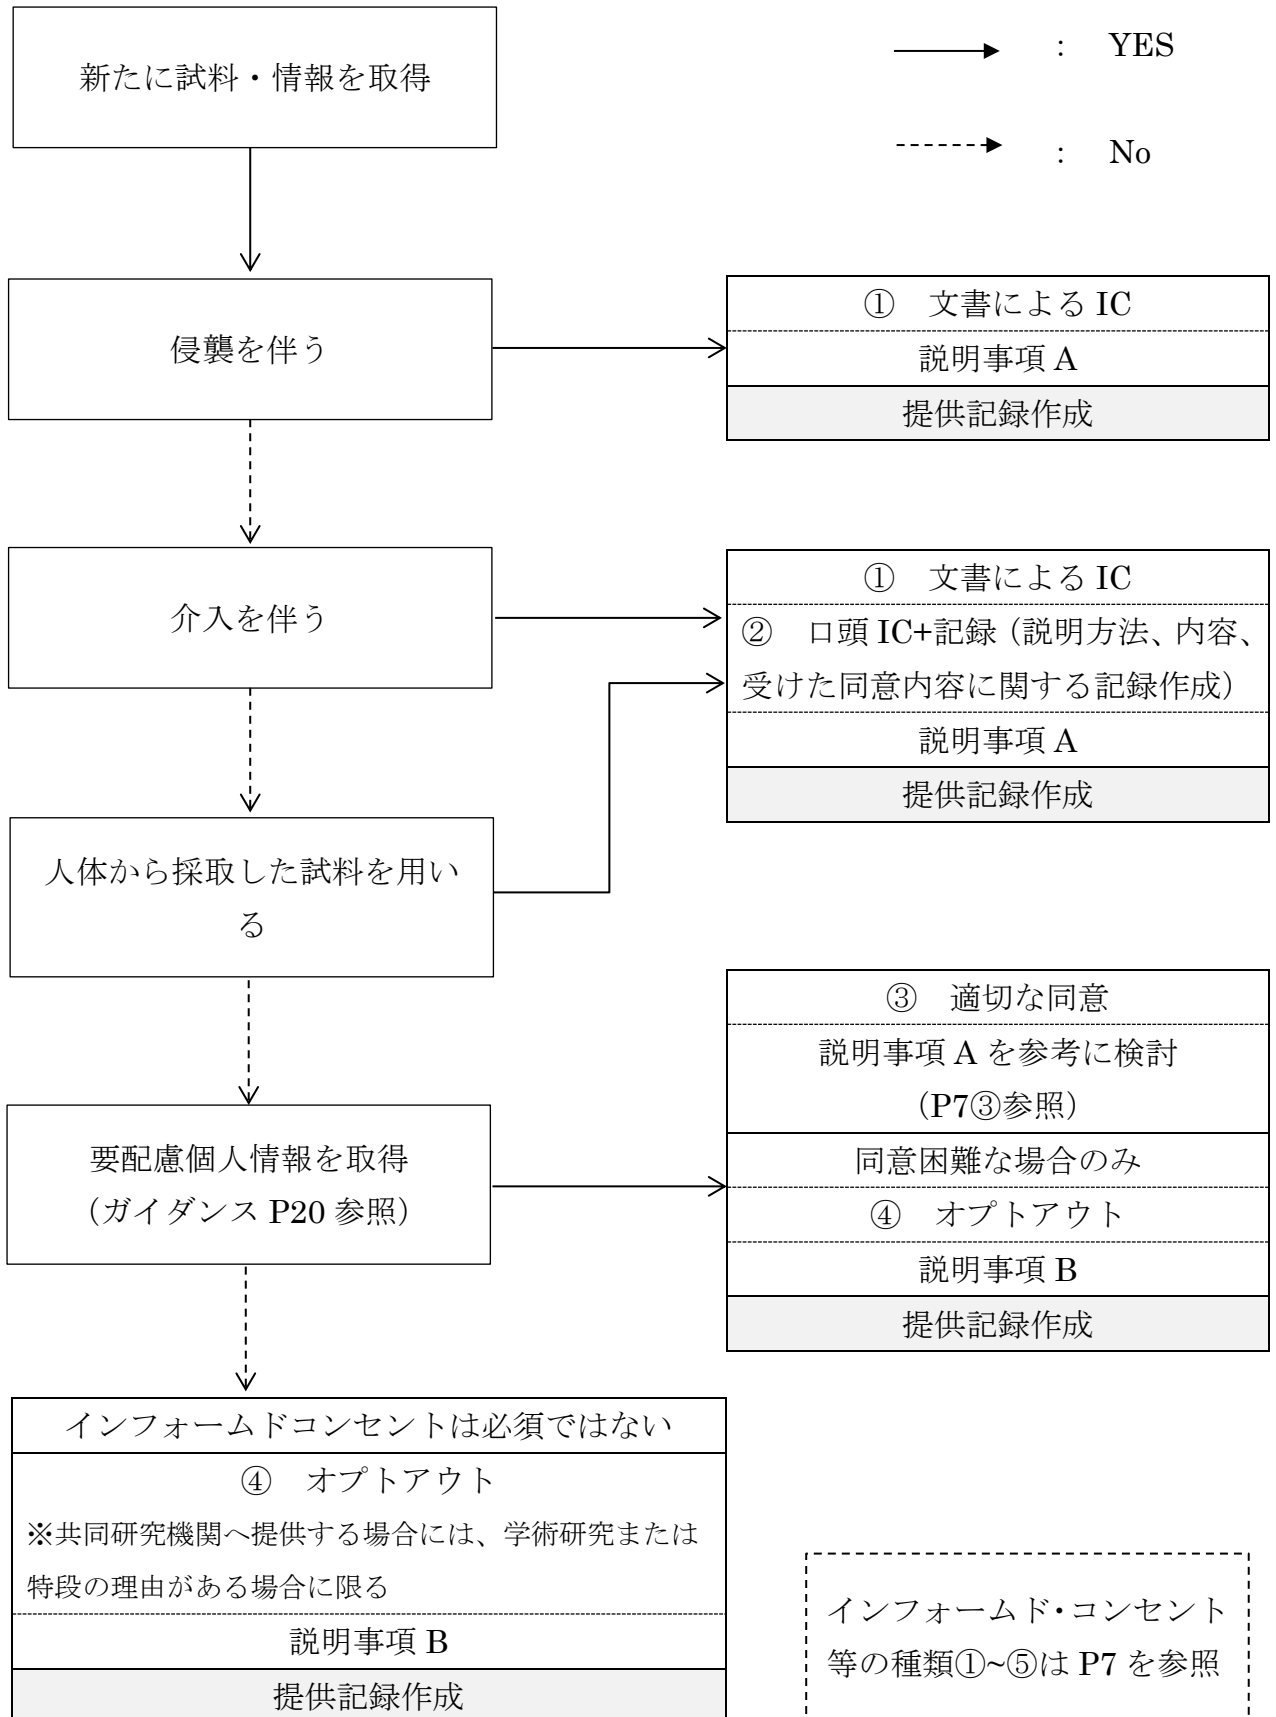 新たに試料・情報を取得
: YES
: No
侵襲を伴う
① 文書による IC
説明事項 A
提供記録作成
介入を伴う
① 文書による IC
② 口頭 IC+記録（説明方法、内容、
受けた同意内容に関する記録作成）
説明事項 A
提供記録作成
人体から採取した試料を用い
る
③ 適切な同意
説明事項 A を参考に検討
（P7③参照）
同意困難な場合のみ
④ オプトアウト
説明事項 B
提供記録作成
要配慮個人情報を取得
（ガイダンス P20 参照）
インフォームドコンセントは必須ではない
④ オプトアウト
※共同研究機関へ提供する場合には、学術研究または
特段の理由がある場合に限る
説明事項 B
提供記録作成
インフォームド・コンセント
等の種類①~⑤は P7 を参照